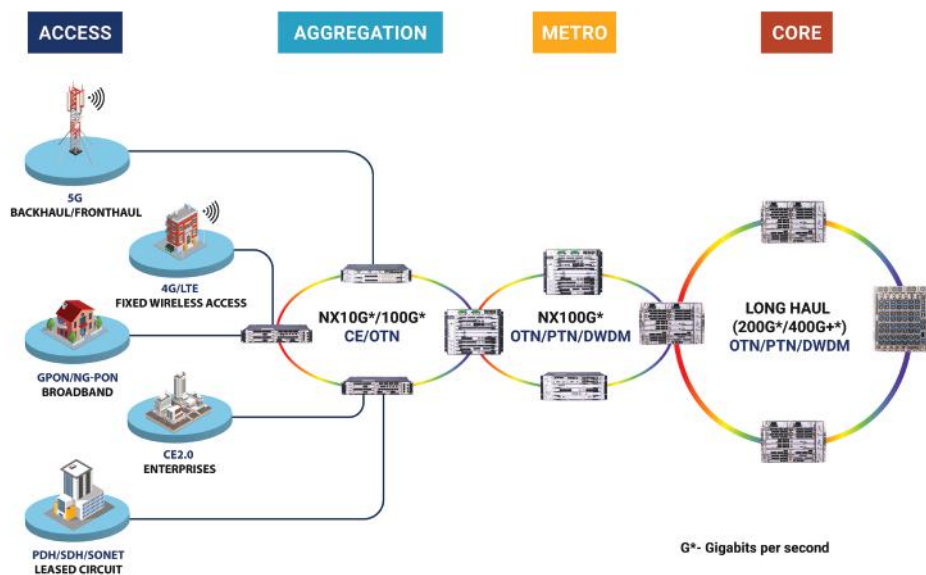 ACCESS
AGGREGATION
METRO
CORE
5G
BACKHAUL/FRONTHAUL
4G/LTE
FIXED WIRELESS ACCESS
GPON/NG-PON
BROADBAND
CE2.0
ENTERPRISES
PDH/SDH/SONET
LEASED CIRCUIT
NX10G*/100G*
CE/OTN
NX100G*
OTN/PTN/DWDM
LONG HAUL
(200G*/400G+*)
OTN/PTN/DWDM
G*- Gigabits per second